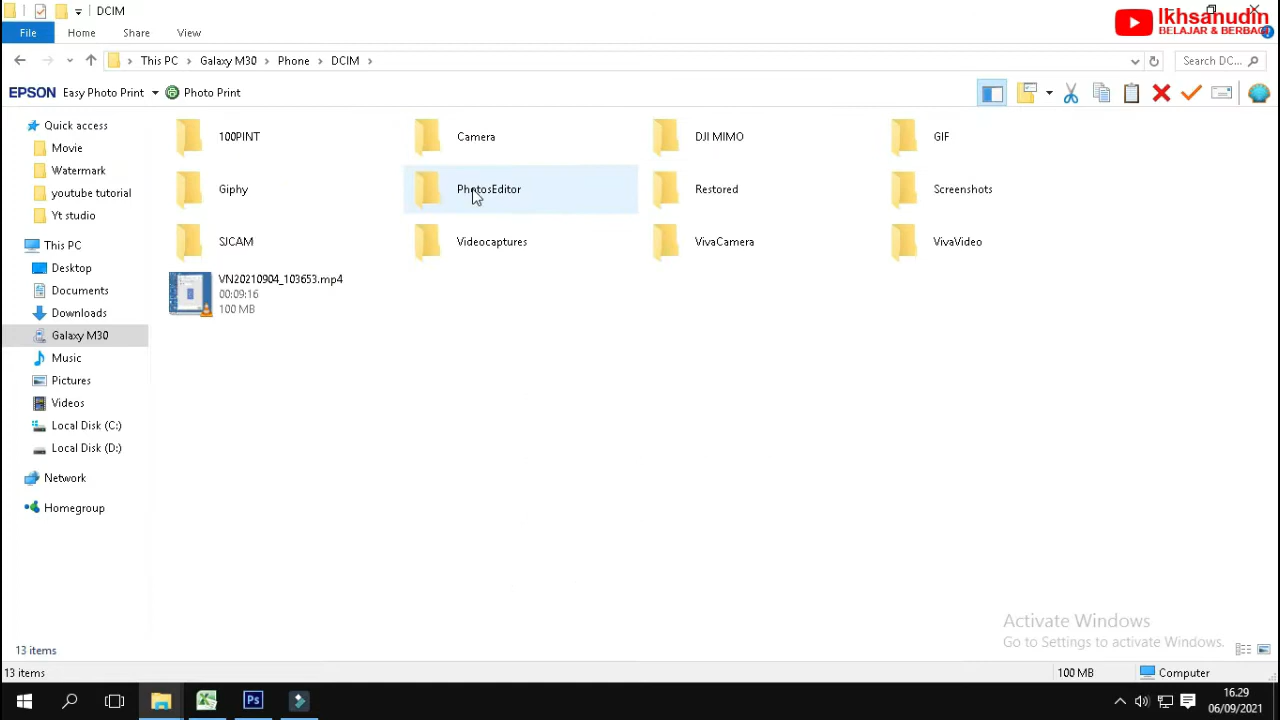 DCIM
Ikhsanudin
BELAJAR & BERBAGI
File Home Share View
This PC Galaxy M30 Phone DCIM
Search DC...
EPSON Easy Photo Print Photo Print
Quick access
Movie
Watermark
youtube tutorial
Yt studio
This PC
Desktop
Documents
Downloads
Galaxy M30
Music
Pictures
Videos
Local Disk (C:)
Local Disk (D:)
Network
Homegroup
100PINT Camera DJI MIMO GIF
Giphy PhotosEditor Restored Screenshots
SJCAM Videocaptures VivaCamera VivaVideo
VN20210904_103653.mp4
00:09:16
100 MB
Activate Windows
Go to Settings to activate Windows.
13 items
13 items 100 MB Computer
Ps
16.29
06/09/2021